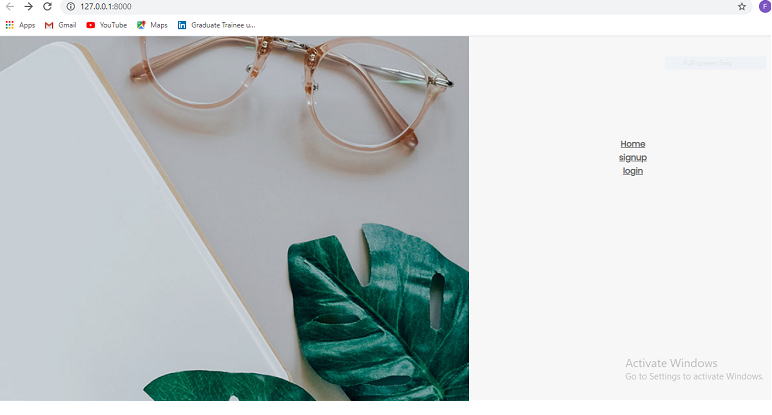 127.0.0.1:8000
Apps Gmail YouTube Maps Graduate Trainee u...
Home
signup
login
Activate Windows
Go to Settings to activate Windows.